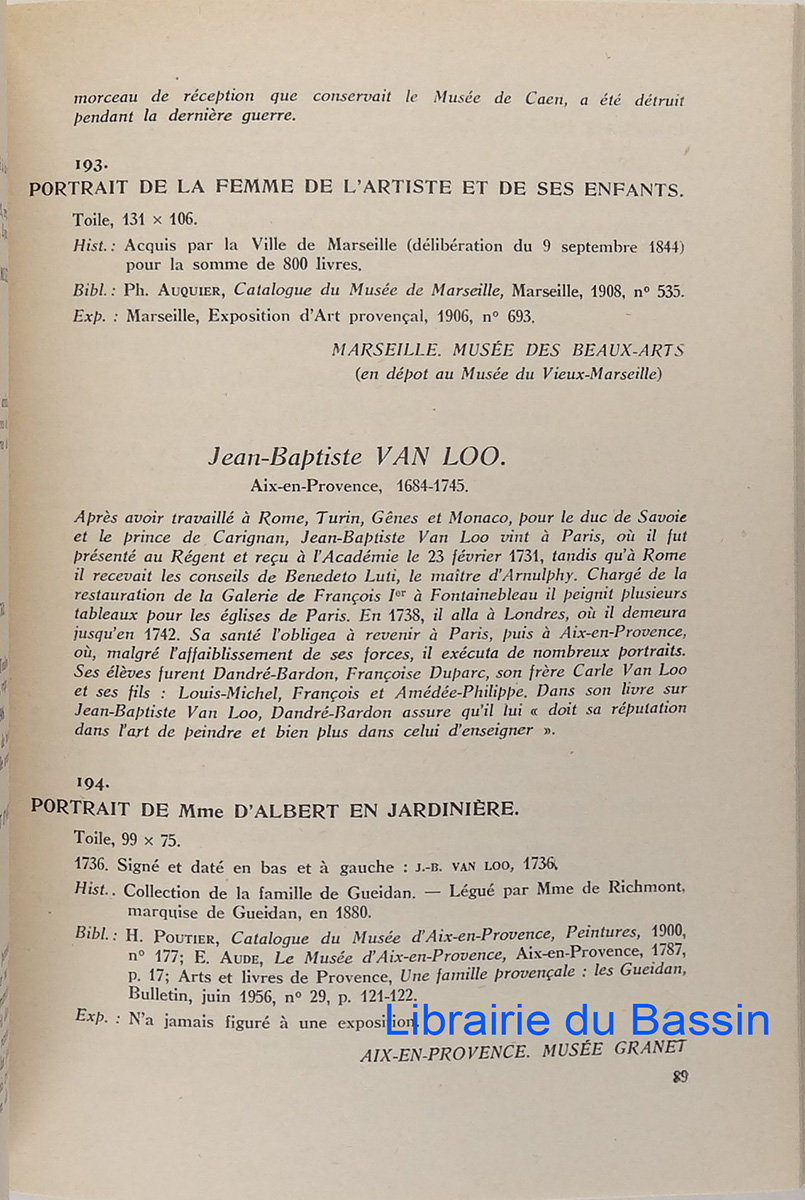 morceau de réception que conservait le Musée de Caen, a été détruit
pendant la dernière guerre.
193.
PORTRAIT DE LA FEMME DE L'ARTISTE ET DE SES ENFANTS.
Toile, 131 × 106.
Hist. : Acquis par la Ville de Marseille (délibération du 9 septembre 1844)
pour la somme de 800 livres.
Bibl. : Ph. AUQUIER, Catalogue du Musée de Marseille, Marseille, 1908, n° 535.
Exp. : Marseille, Exposition d'Art provençal, 1906, n° 693.
MARSEILLE. MUSÉE DES BEAUX-ARTS
(en dépot au Musée du Vieux-Marseille)
Jean-Baptiste VAN LOO.
Aix-en-Provence, 1684-1745.
Après avoir travaillé à Rome, Turin, Gênes et Monaco, pour le duc de Savoie
et le prince de Carignan, Jean-Baptiste Van Loo vint à Paris, où il fut
présenté au Régent et reçu à l'Académie le 23 février 1731, tandis qu'à Rome
il recevait les conseils de Benedeto Luti, le maître d'Arnulphy. Chargé de la
restauration de la Galerie de François Ier à Fontainebleau il peignit plusieurs
tableaux pour les églises de Paris. En 1738, il alla à Londres, où il demeura
jusqu'en 1742. Sa santé l'obligea à revenir à Paris, puis à Aix-en-Provence,
où, malgré l'affaiblissement de ses forces, il exécuta de nombreux portraits.
Ses élèves furent Dandré-Bardon, Françoise Duparc, son frère Carle Van Loo
et ses fils : Louis-Michel, François et Amédée-Philippe. Dans son livre sur
Jean-Baptiste Van Loo, Dandré-Bardon assure qu'il lui « doit sa réputation
dans l'art de peindre et bien plus dans celui d'enseigner ».
194.
PORTRAIT DE Mme D'ALBERT EN JARDINIÈRE.
Toile, 99 × 75.
1736. Signé et daté en bas et à gauche : J.-B. VAN LOO, 1736.
Hist. . Collection de la famille de Gueidan. — Légué par Mme de Richmont,
marquise de Gueidan, en 1880.
Bibl. : H. POUTIER, Catalogue du Musée d'Aix-en-Provence, Peintures, 1900,
n° 177; E. AUDE, Le Musée d'Aix-en-Provence, Aix-en-Provence, 1787,
p. 17; Arts et livres de Provence, Une famille provençale : les Gueidan,
Bulletin, juin 1956, n° 29, p. 121-122.
Exp. : N'a jamais figuré à une exposition.
Librairie du Bassin
AIX-EN-PROVENCE. MUSÉE GRANET
89